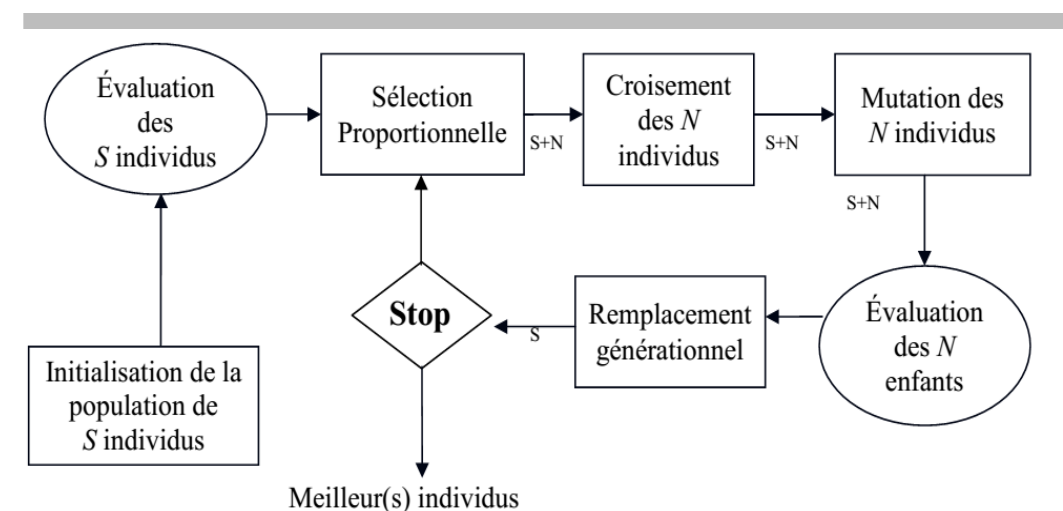 Évaluation
des
S individus
Sélection
Proportionnelle
S+N
Croisement
des N
individus
S+N
Mutation des
N individus
S+N
Évaluation
des N
enfants
Remplacement
générationnel
S
Stop
Initialisation de la
population de
S individus
Meilleur(s) individus